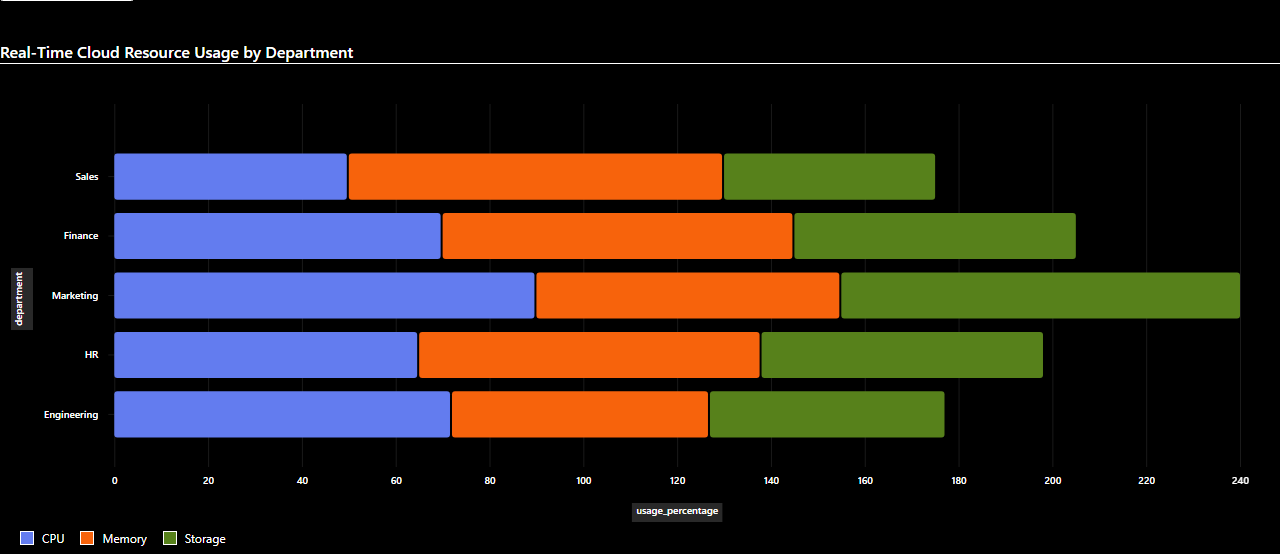 Real-Time Cloud Resource Usage by Department
Sales
Finance
Marketing
HR
Engineering
department
0 20 40 60 80 100 120 140 160 180 200 220 240
usage_percentage
CPU Memory Storage